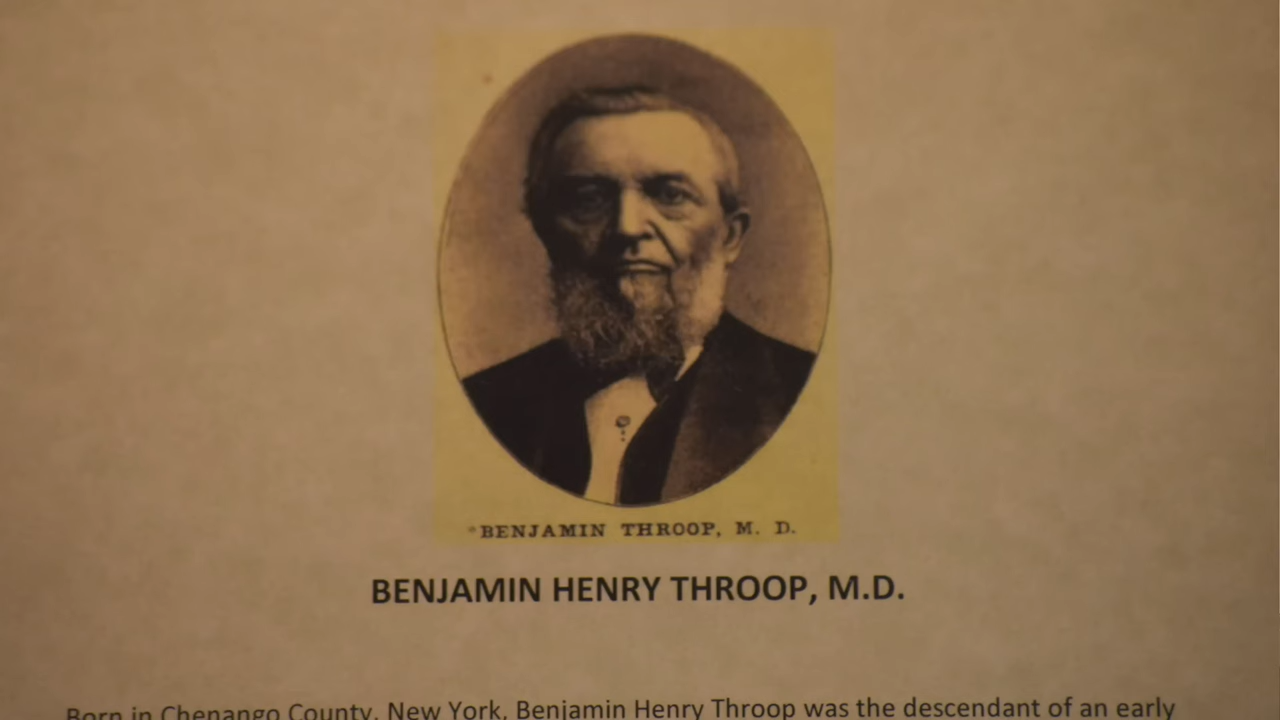 BENJAMIN THROOP, M. D.
BENJAMIN HENRY THROOP, M.D.
Born in Chenango County, New York, Benjamin Henry Throop was the descendant of an early